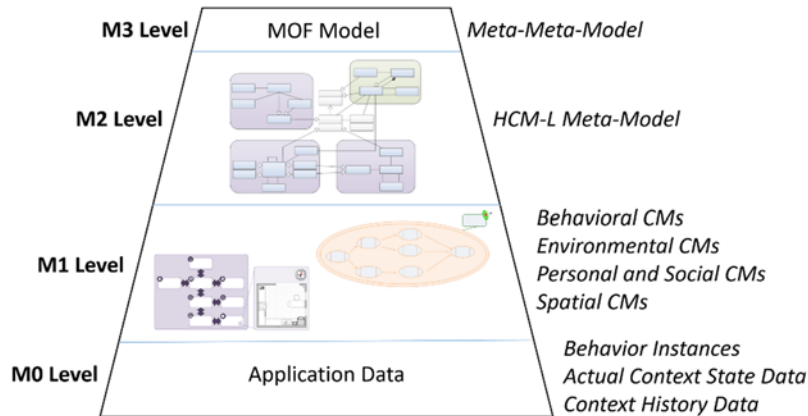 M3 Level MOF Model Meta-Meta-Model
M2 Level HCM-L Meta-Model
Behavioral CMs
Environmental CMs
M1 Level
Personal and Social CMs
Spatial CMs
Behavior Instances
M0 Level Application Data Actual Context State Data
Context History Data